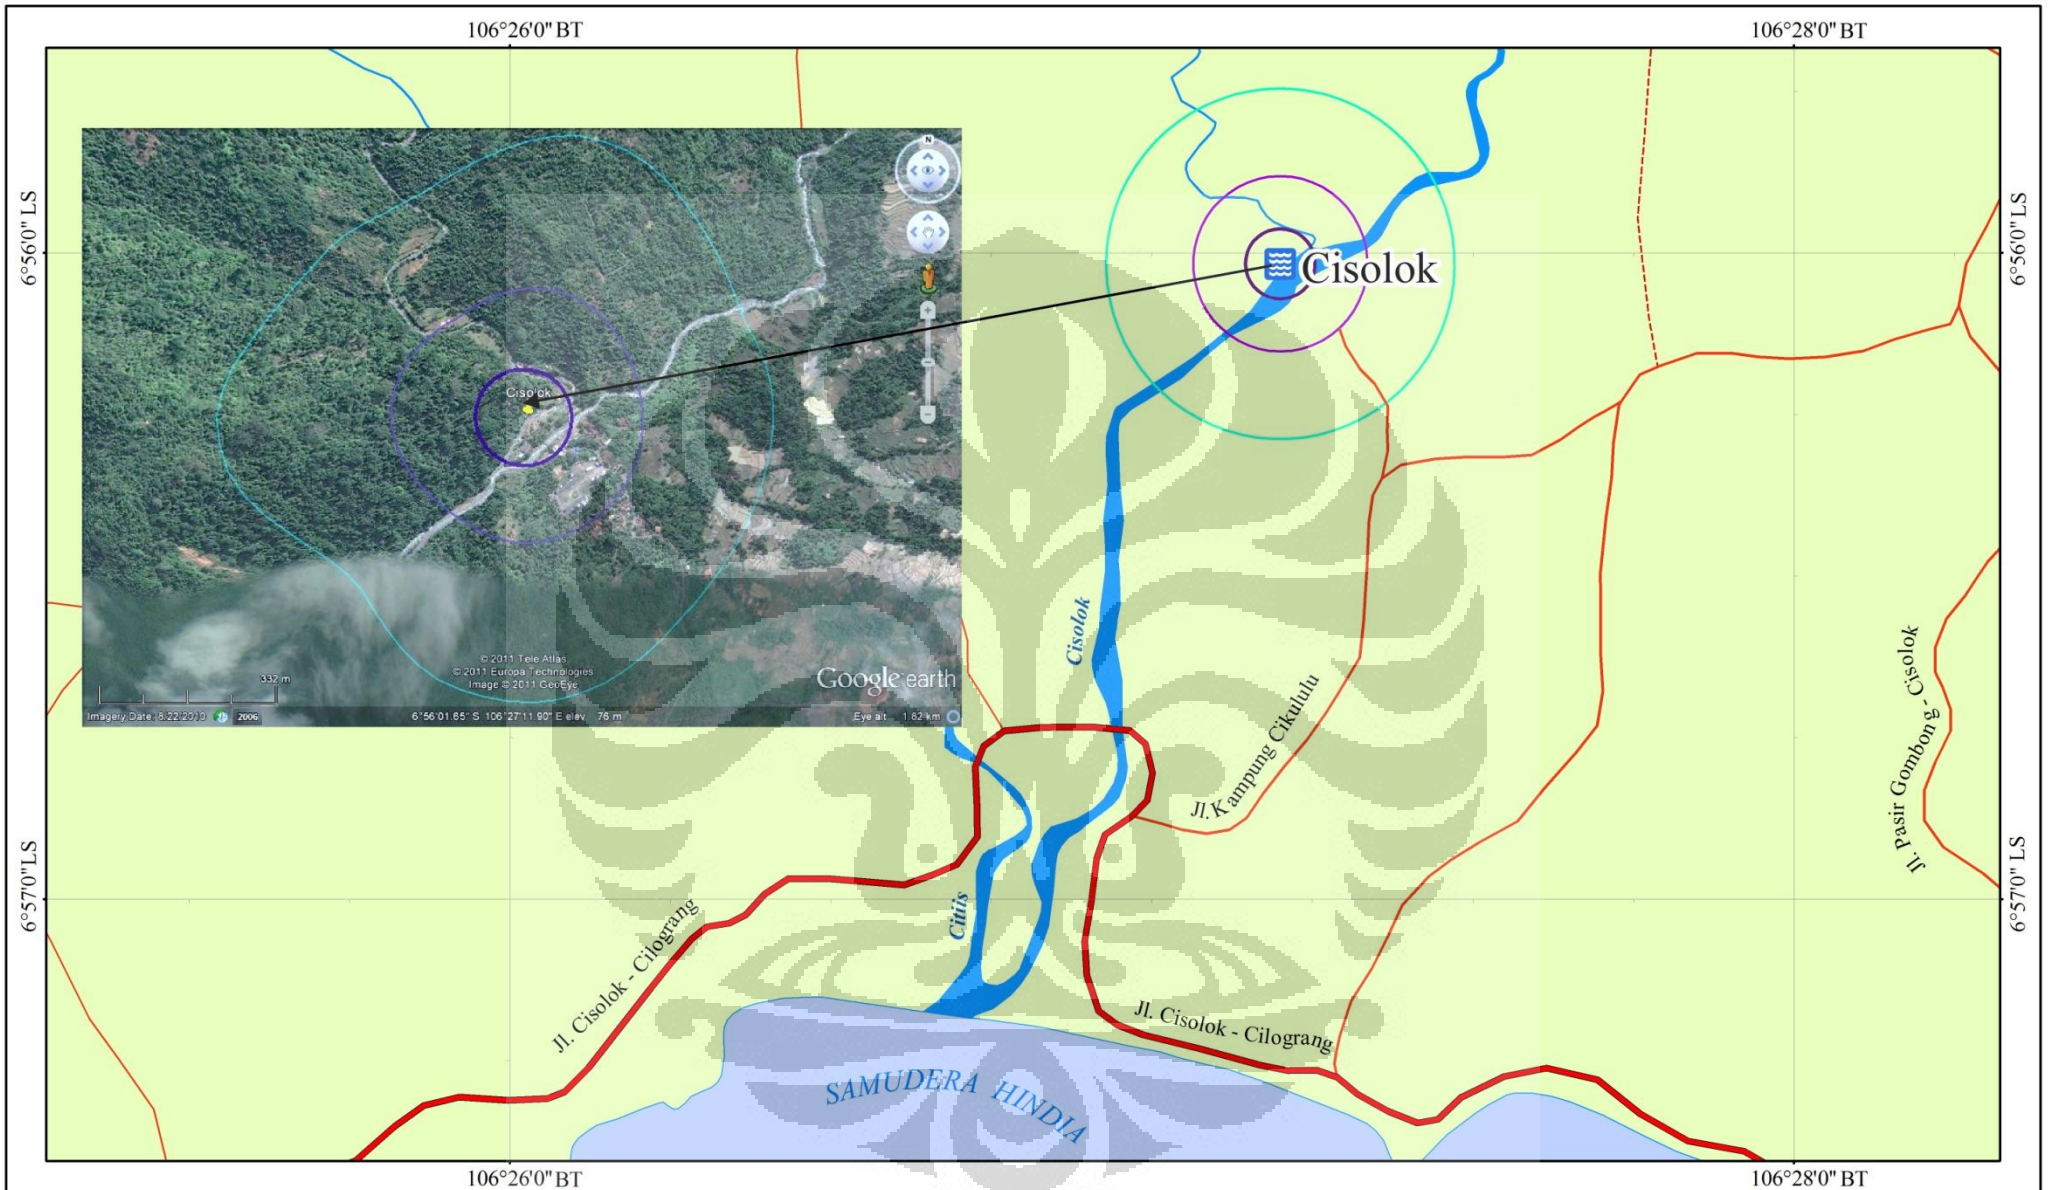 106°26'0" BT
106°28'0" BT
6°56'0" LS
6°56'0" LS
N
Cisolok
Cisolok
332 m
© 2011 Tele Atlas
© 2011 Europa Technologies
Image © 2011 GeoEye
Google earth
Imagery Date: 8/22/2010
2006
6°56'01.65" S 106°27'11.90" E elev 76 m
Eye alt 1.62 km
Cisolok
Jl. Kampung Cikululu
Jl. Pasir Gombong - Cisolok
6°57'0" LS
6°57'0" LS
Citiis
Jl. Cisolok - Cilograng
Jl. Cisolok - Cilograng
SAMUDERA HINDIA
106°26'0" BT
106°28'0" BT